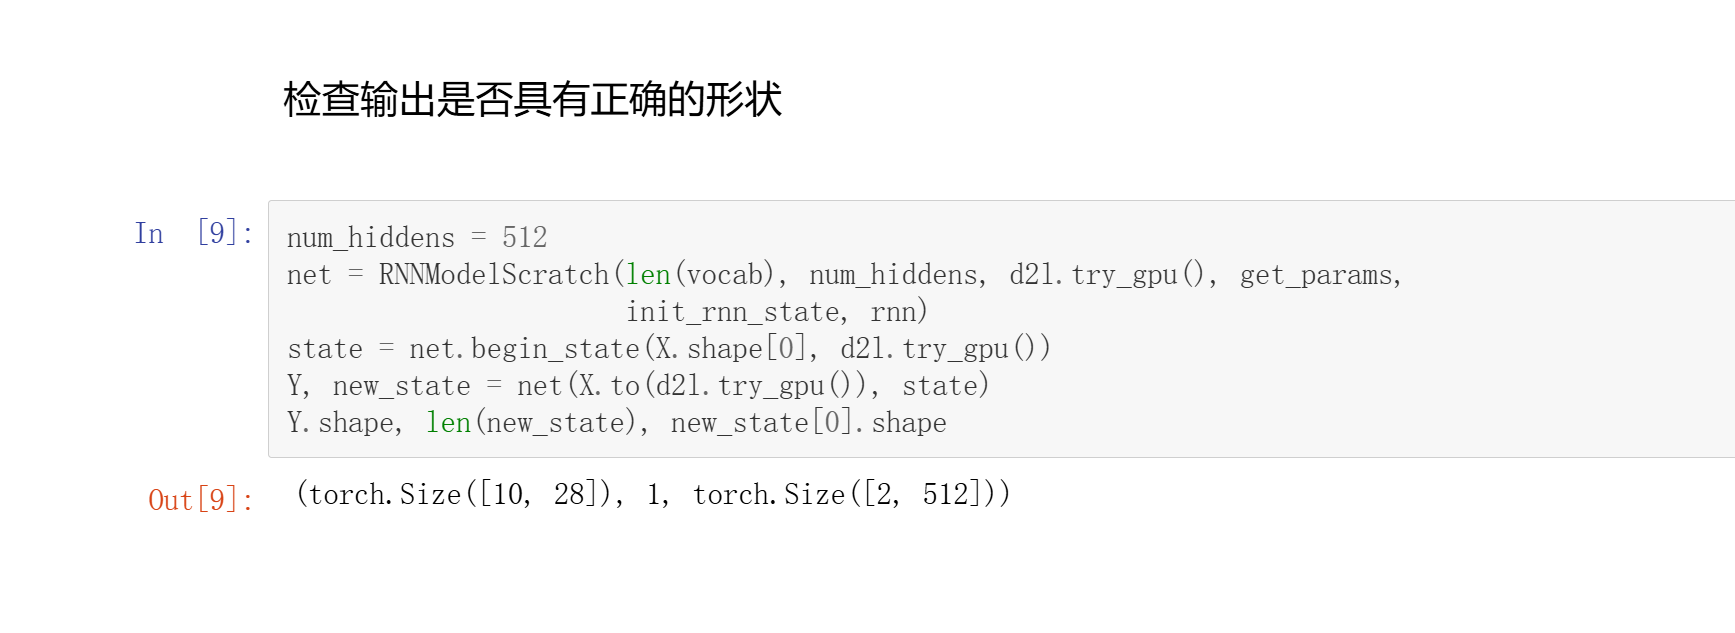 检查输出是否具有正确的形状
In [9]:
num_hiddens = 512
net = RNNModelScratch(len(vocab), num_hiddens, d2l.try_gpu(), get_params,
                      init_rnn_state, rnn)
state = net.begin_state(X.shape[0], d2l.try_gpu())
Y, new_state = net(X.to(d2l.try_gpu()), state)
Y.shape, len(new_state), new_state[0].shape
Out[9]: (torch.Size([10, 28]), 1, torch.Size([2, 512]))